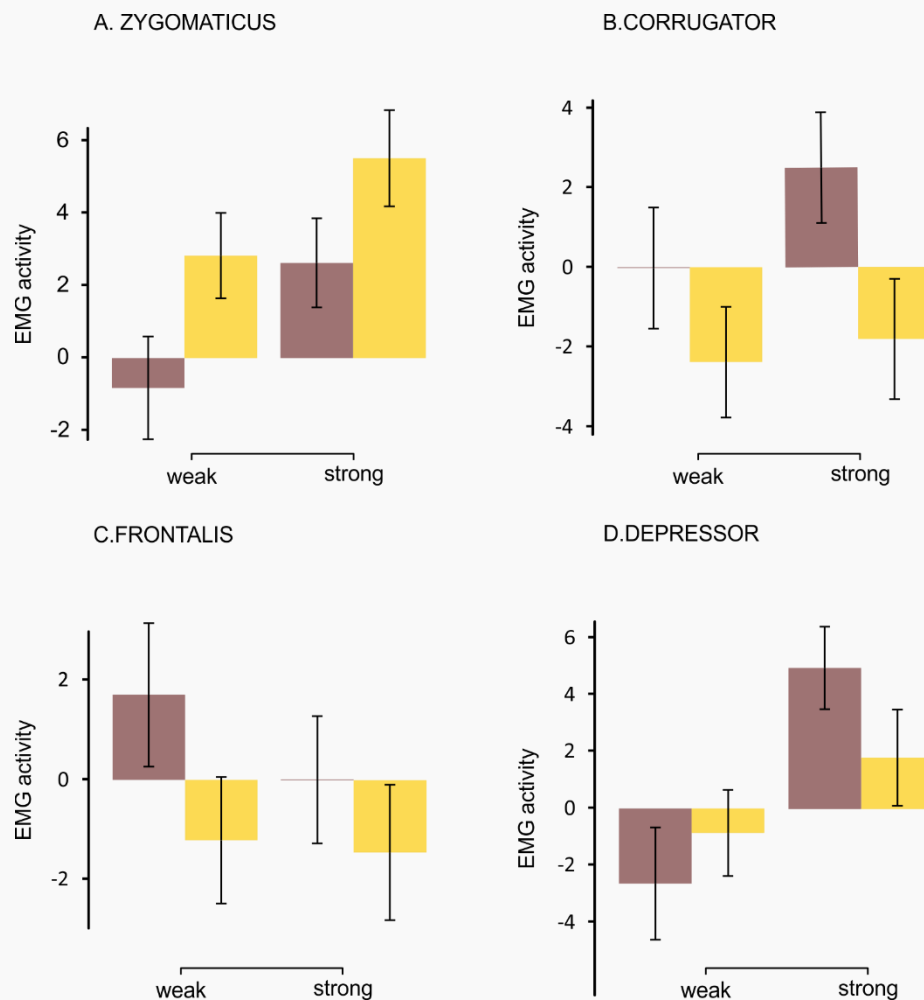 A. ZYGOMATICUS
EMG activity
6
4
2
0
-2
weak
strong
B.CORRUGATOR
EMG activity
4
2
0
-2
-4
weak
strong
C.FRONTALIS
EMG activity
2
0
-2
weak
strong
D.DEPRESSOR
EMG activity
6
4
2
0
-2
-4
weak
strong